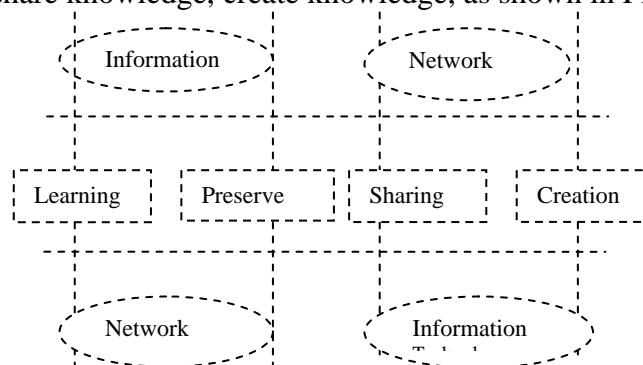 share knowledge, create knowledge, as shown in
Information Network
Learning Preserve Sharing Creation
Network Information